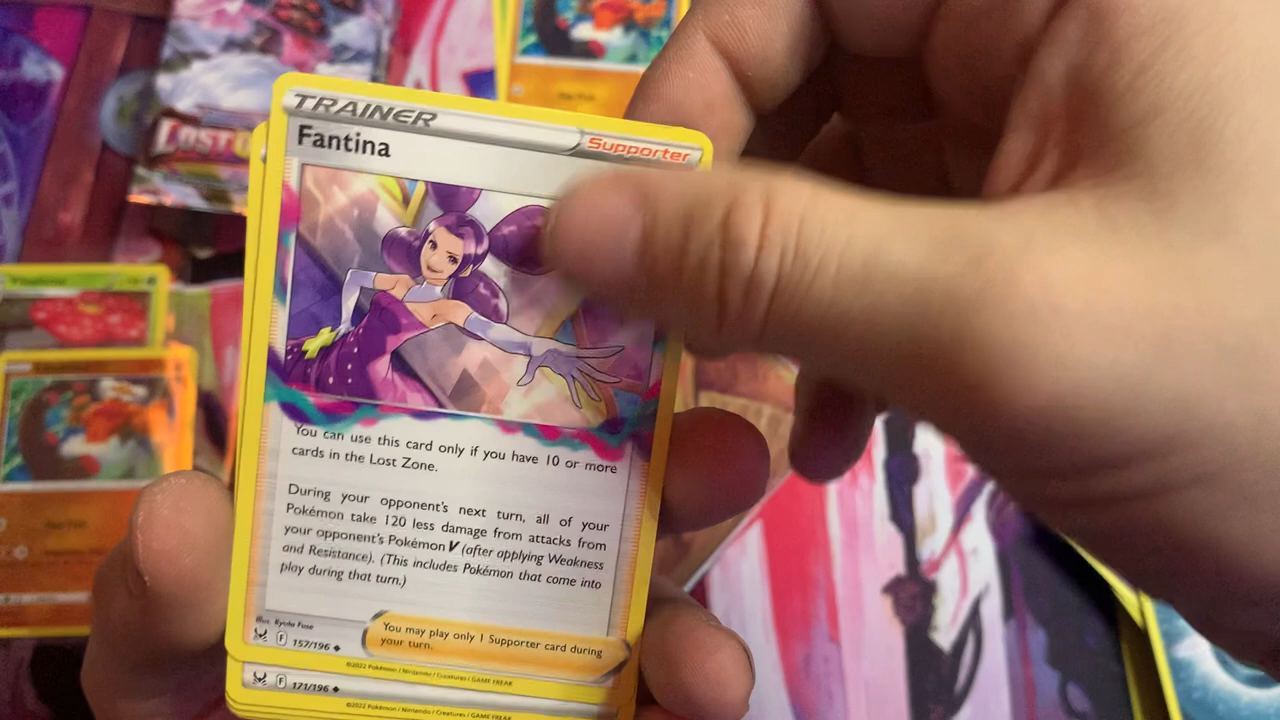 LOST O
TRAINER
Supporter
Fantina
You can use this card only if you have 10 or more
cards in the Lost Zone.
During your opponent's next turn, all of your
Pokémon take 120 less damage from attacks from
your opponent's Pokémon V (after applying Weakness
and Resistance). (This includes Pokémon that come into
play during that turn.)
Illus. Kyoko Fuse
F 157/196
You may play only 1 Supporter card during
your turn.
©2022 Pokémon / Nintendo / Creatures / GAME FREAK
F 171/196
©2022 Pokémon / Nintendo / Creatures / GAME FREAK